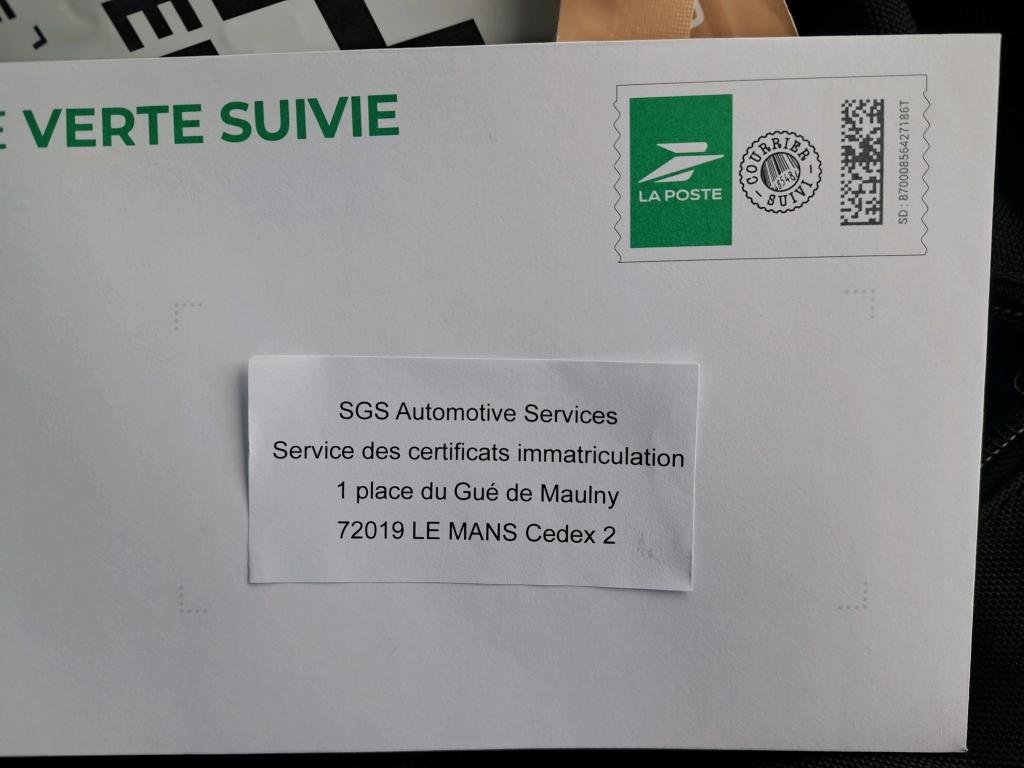 E VERTE SUIVIE
LA POSTE
COURRIER
SUIVI
SD : 87000856427186T
SGS Automotive Services
Service des certificats immatriculation
1 place du Gué de Maulny
72019 LE MANS Cedex 2